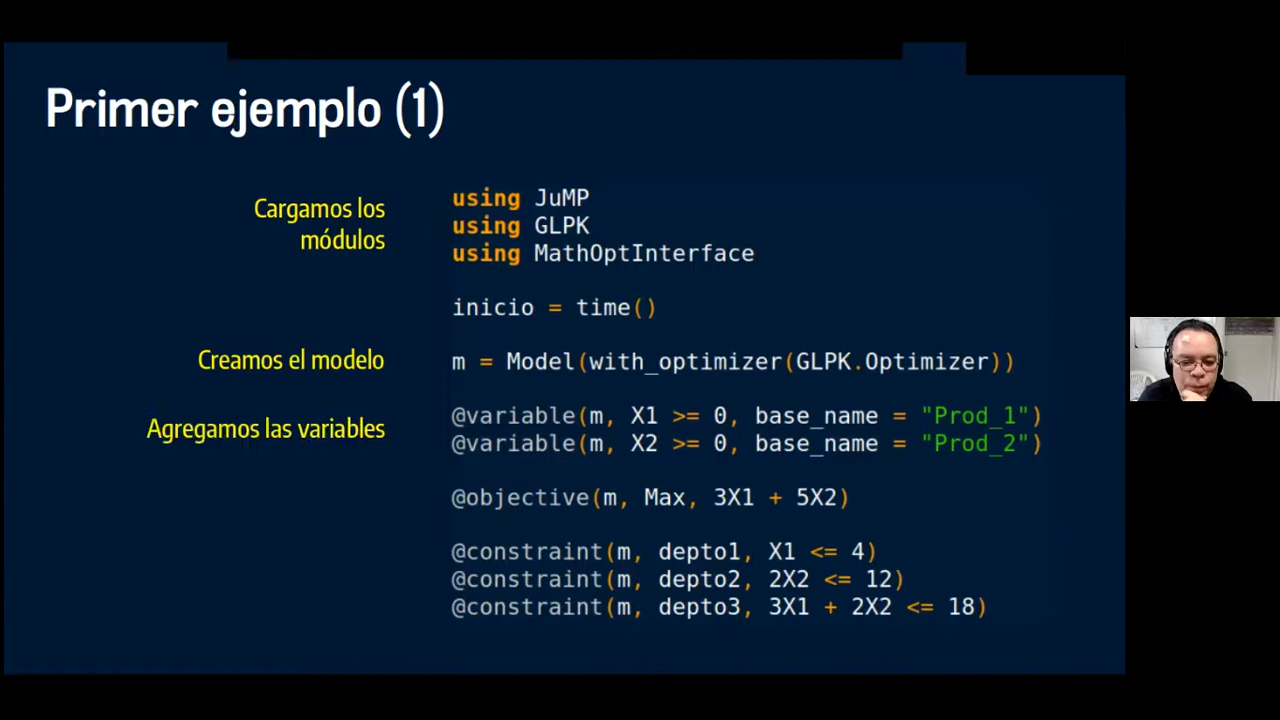 Primer ejemplo (1)
Cargamos los
módulos
using JuMP
using GLPK
using MathOptInterface
inicio = time()
Creamos el modelo
m = Model(with_optimizer(GLPK.Optimizer))
Agregamos las variables
@variable(m, X1 >= 0, base_name = "Prod_1")
@variable(m, X2 >= 0, base_name = "Prod_2")
@objective(m, Max, 3X1 + 5X2)
@constraint(m, depto1, X1 <= 4)
@constraint(m, depto2, 2X2 <= 12)
@constraint(m, depto3, 3X1 + 2X2 <= 18)